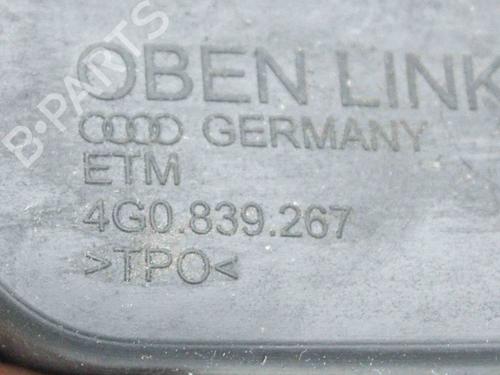 OBEN LINK
GERMANY
ETM
4G0.839.267
>TPO<
B·PARTS